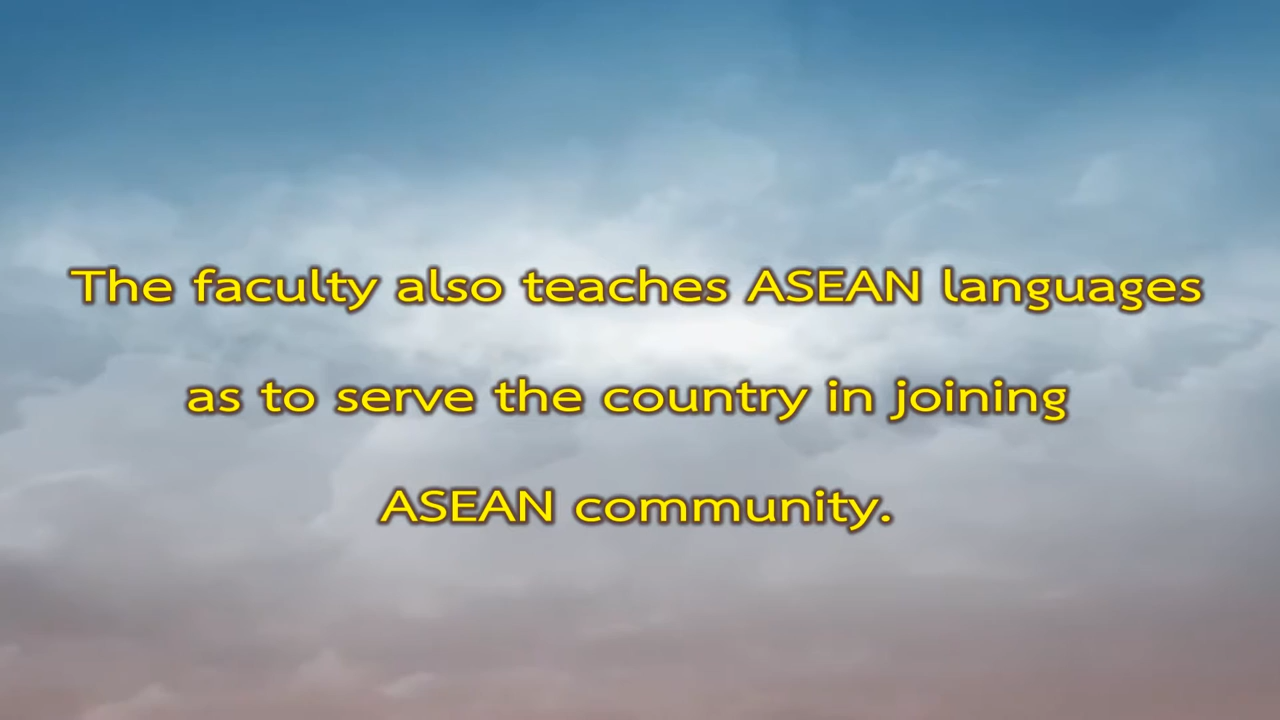 The faculty also teaches ASEAN languages
as to serve the country in joining
ASEAN community.